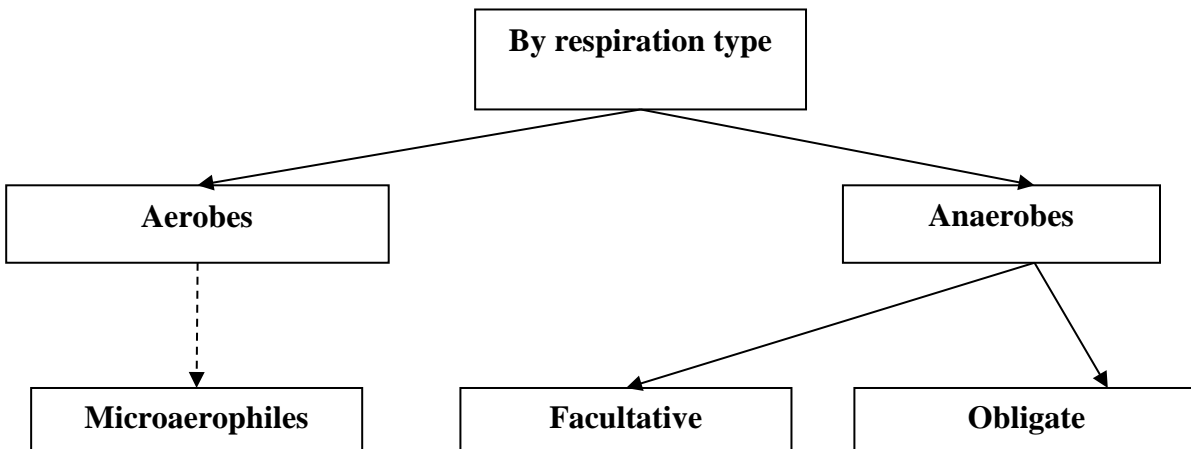 By respiration type
Aerobes
Anaerobes
Microaerophiles
Facultative
Obligate